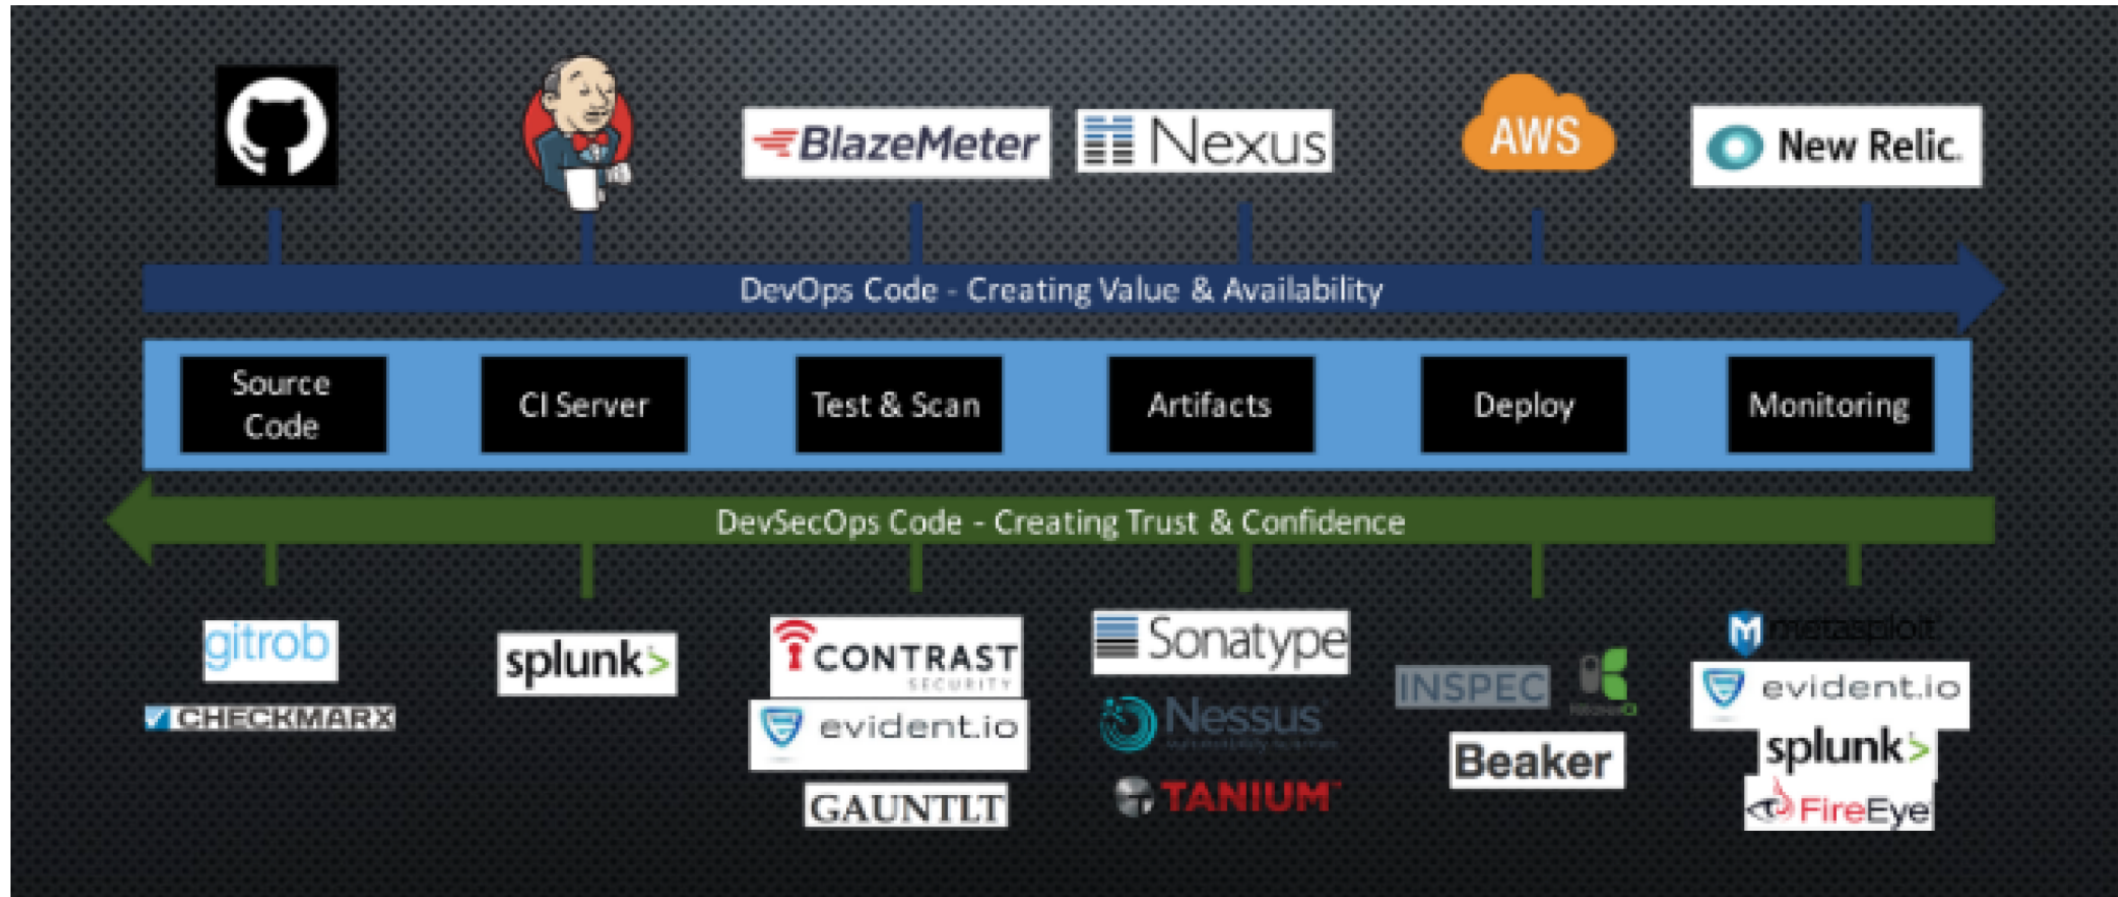 BlazeMeter
Nexus
AWS
New Relic.
DevOps Code - Creating Value & Availability
Source
Code
CI Server
Test & Scan
Artifacts
Deploy
Monitoring
DevSecOps Code - Creating Trust & Confidence
gitrob
CHECKMARX
splunk>
CONTRAST
SECURITY
evident.io
GAUNTLT
Sonatype
Nessus
TANIUM™
INSPEC
Beaker
metasploit
evident.io
splunk>
FireEye